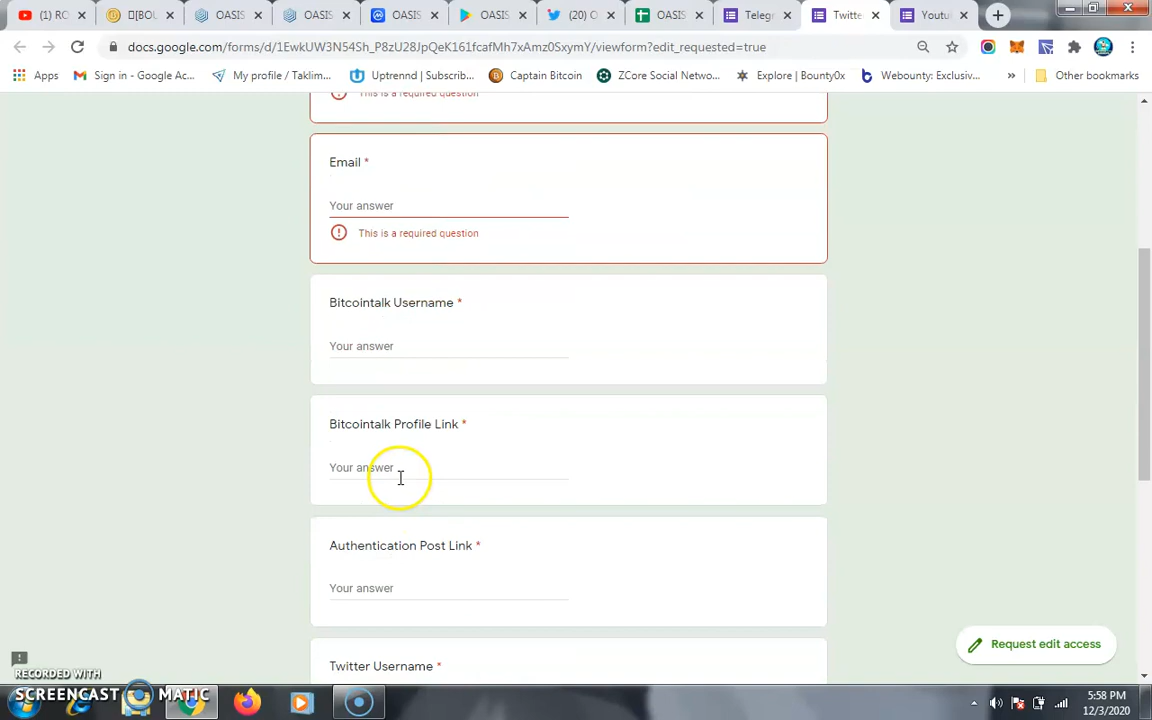 (1) RC
[BOU
OASIS
OASIS
OASIS
OASIS
(20) O
OASIS
Telegr
Twitte
Youtu
docs.google.com/forms/d/1EwkUW3N54Sh_P8zU28JpQeK161fcafMh7xAmz0SxymY/viewform?edit_requested=true
Apps
Sign in - Google Ac...
My profile / Taklim...
Uptrennd | Subscrib...
Captain Bitcoin
ZCore Social Netwo...
Explore | Bounty0x
Webounty: Exclusiv...
»
Other bookmarks
This is a required question
Email *
Your answer
This is a required question
Bitcointalk Username *
Your answer
Bitcointalk Profile Link *
Your answer
Authentication Post Link *
Your answer
Request edit access
Twitter Username *
RECORDED WITH
SCREENCAST MATIC
5:58 PM
12/3/2020